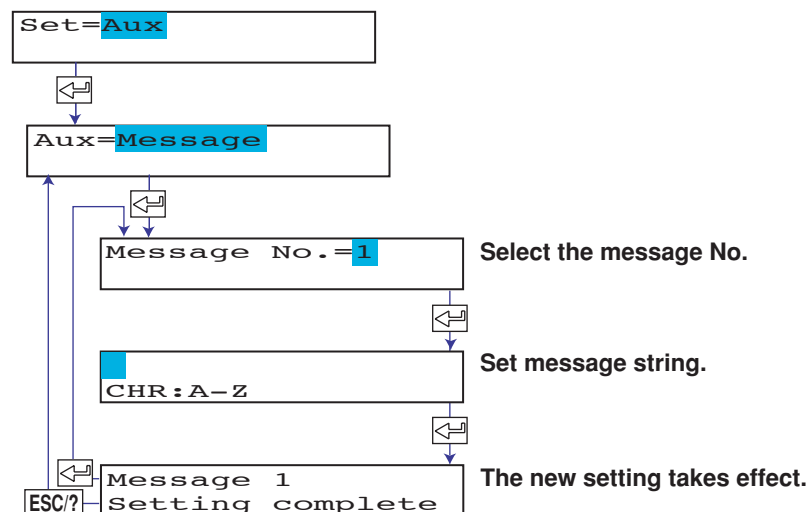 Set=Aux
Aux=Message
Message No.=1
Select the message No.
Set message string.
CHR:A-Z
Message 1
The new setting takes effect.
ESC/?
Setting complete